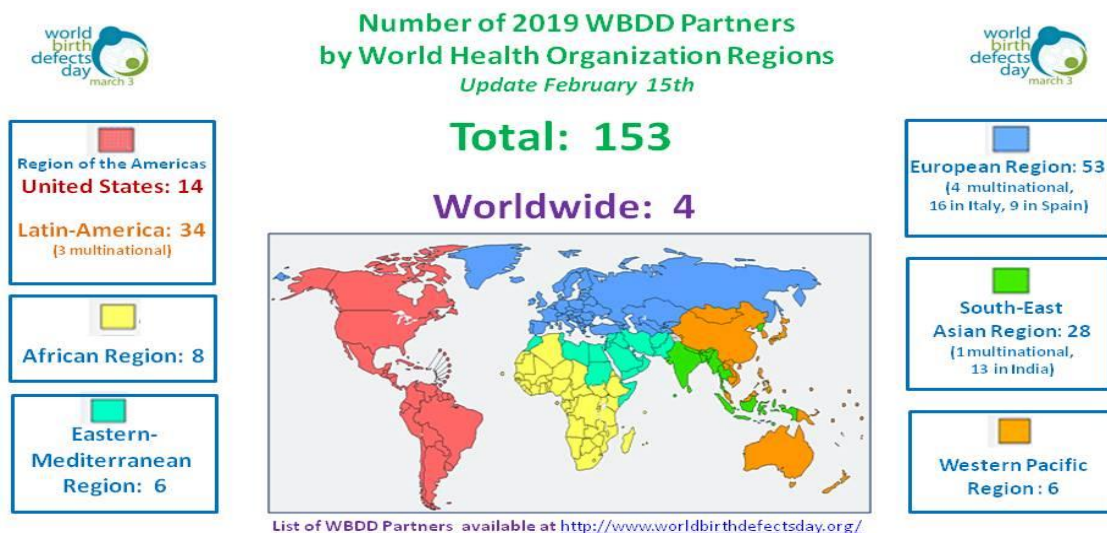 world
birth
defects
day
march 3
Number of 2019 WBDD Partners
by World Health Organization Regions
Update February 15th
world
birth
defects
day
march 3
Total: 153
Worldwide: 4
Region of the Americas
United States: 14
Latin-America: 34
(3 multinational)
African Region: 8
Eastern-
Mediterranean
Region: 6
European Region: 53
(4 multinational,
16 in Italy, 9 in Spain)
South-East
Asian Region: 28
(1 multinational,
13 in India)
Western Pacific
Region : 6
List of WBDD Partners available at http://www.worldbirthdefectsday.org/